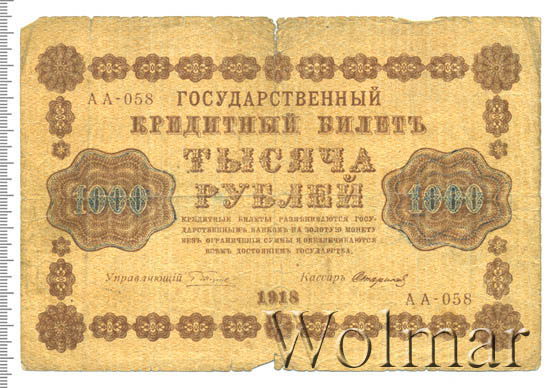 АА-058
ГОСУДАРСТВЕННЫЙ
КРЕДИТНЫЙ БИЛЕТЪ
ТЫСЯЧА
РУБЛЕЙ
1000
1000
КРЕДИТНЫЕ БИЛЕТЫ РАЗМѢНИВАЮТСЯ ГОСУ-
ДАРСТВЕННЫМЪ БАНКОМЪ НА ЗОЛОТУЮ МОНЕТУ
БЕЗЪ ОГРАНИЧЕНІЯ СУММЫ И ОБЕЗПЕЧИВАЮТСЯ
ВСѢМЪ ДОСТОЯНІЕМЪ ГОСУДАРСТВА.
Управляющій
Кассиръ
1918
АА-058
Wolmar